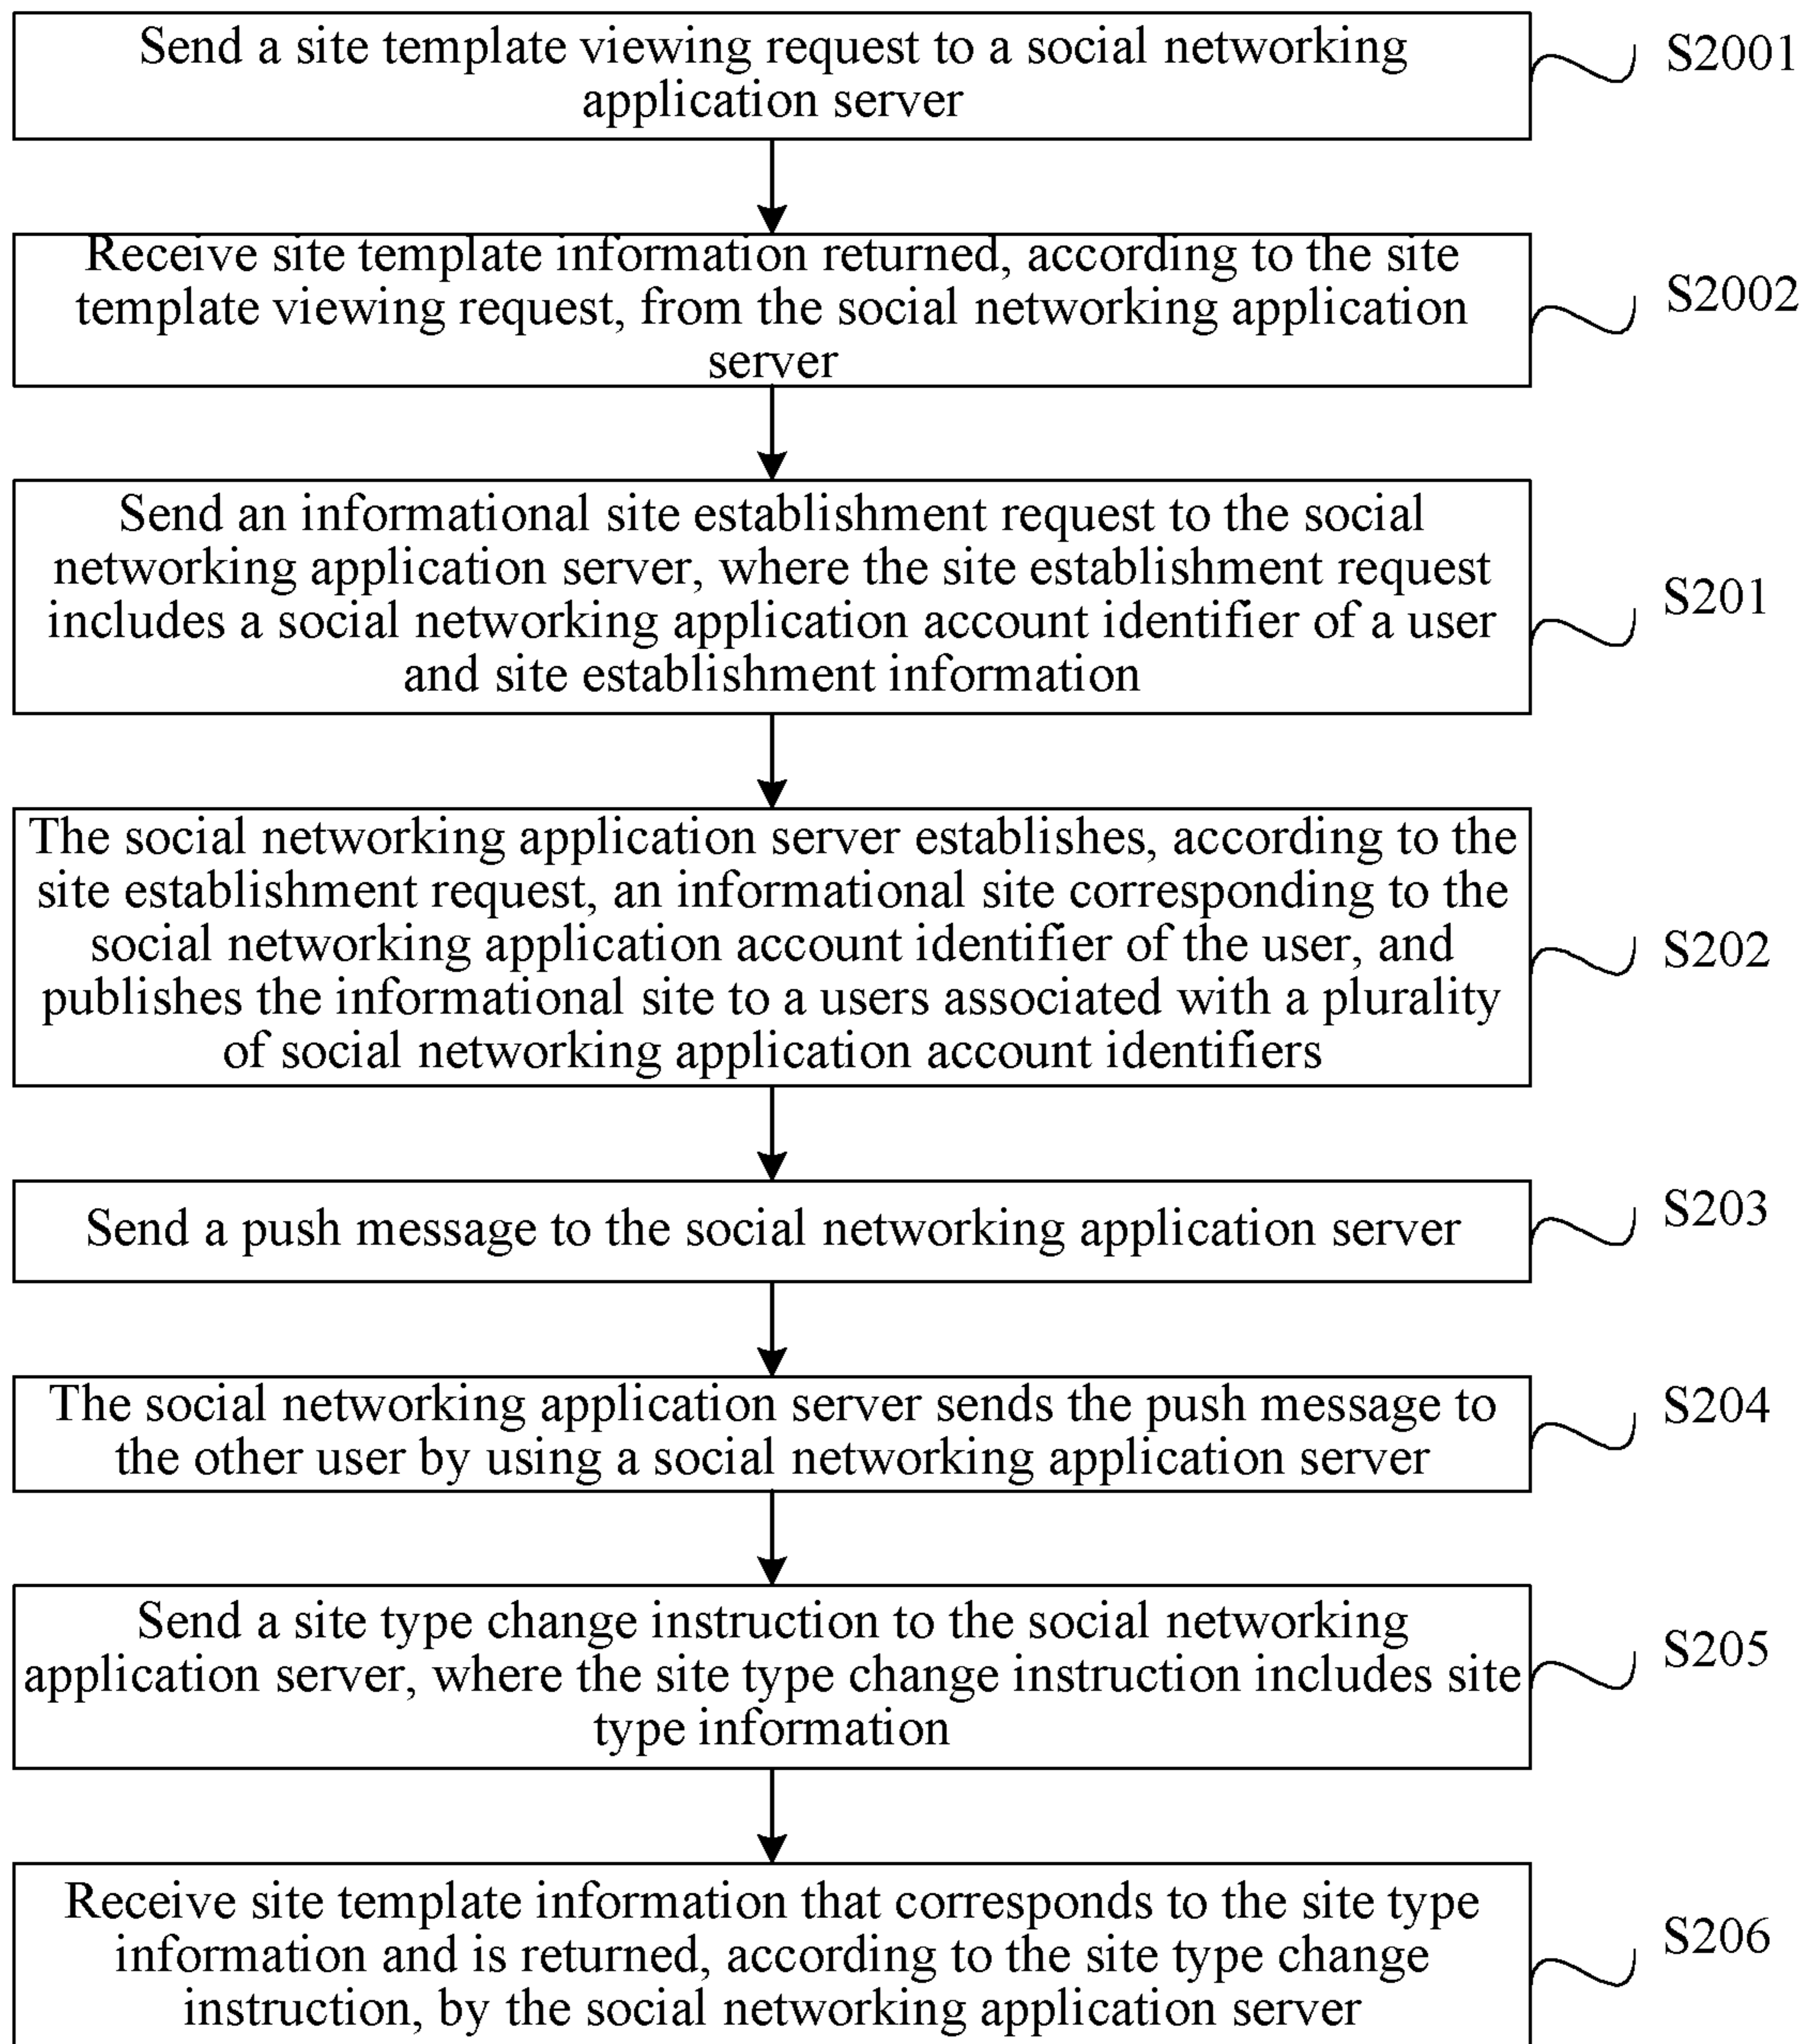 Send a site template viewing request to a social networking
application server
S2001
Receive site template information returned, according to the site
template viewing request, from the social networking application
server
S2002
Send an informational site establishment request to the social
networking application server, where the site establishment request
includes a social networking application account identifier of a user
and site establishment information
S201
The social networking application server establishes, according to the
site establishment request, an informational site corresponding to the
social networking application account identifier of the user, and
publishes the informational site to a users associated with a plurality
of social networking application account identifiers
S202
Send a push message to the social networking application server
S203
The social networking application server sends the push message to
the other user by using a social networking application server
S204
Send a site type change instruction to the social networking
application server, where the site type change instruction includes site
type information
S205
Receive site template information that corresponds to the site type
information and is returned, according to the site type change
instruction, by the social networking application server
S206